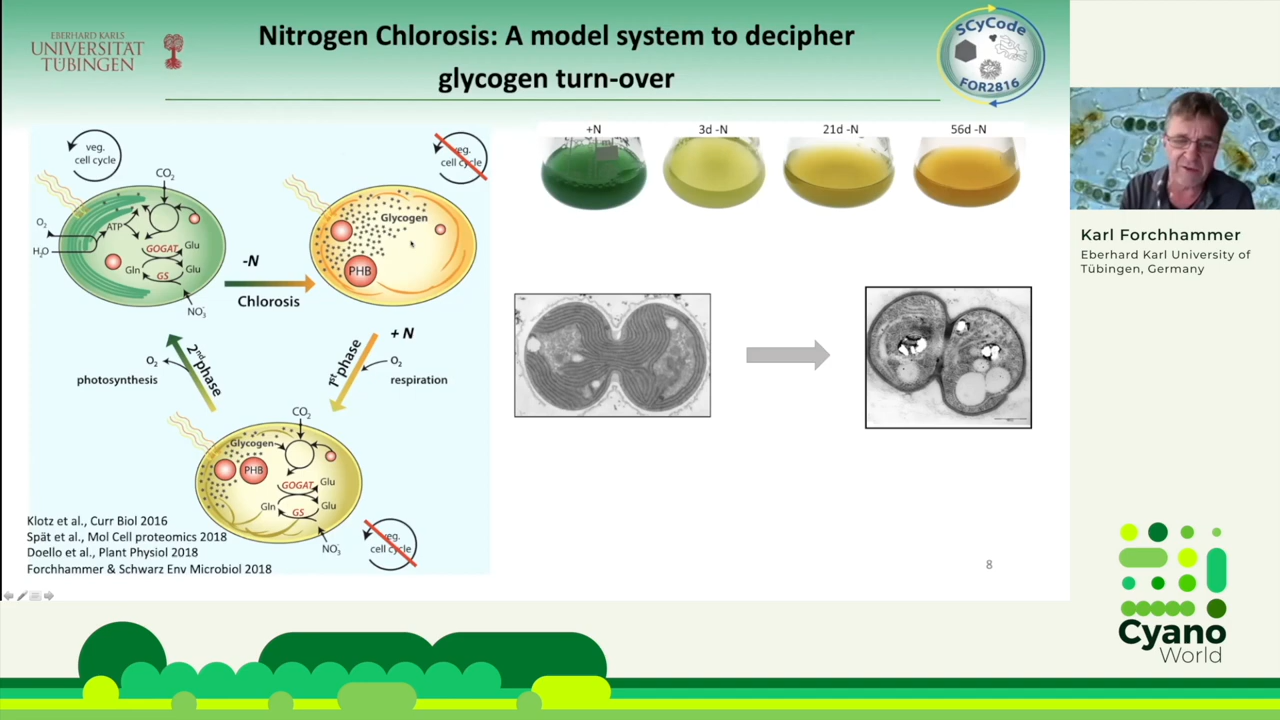 EBERHARD KARLS
UNIVERSITÄT
TÜBINGEN
Nitrogen Chlorosis: A model system to decipher
glycogen turn-over
SCyCode
FOR2816
veg.
cell cycle
CO2
O2
H2O
ATP
GOGAT
Glu
Gln
Glu
GS
NO3-
-N
Chlorosis
veg.
cell cycle
Glycogen
PHB
+ N
1st phase
O2
respiration
2nd phase
O2
photosynthesis
CO2
Glycogen
PHB
GOGAT
Glu
Gln
Glu
GS
NO3-
veg.
cell cycle
Klotz et al., Curr Biol 2016
Spät et al., Mol Cell proteomics 2018
Doello et al., Plant Physiol 2018
Forchhammer & Schwarz Env Microbiol 2018
+N
3d -N
21d -N
56d -N
8
Karl Forchhammer
Eberhard Karl University of
Tübingen, Germany
Cyano
World